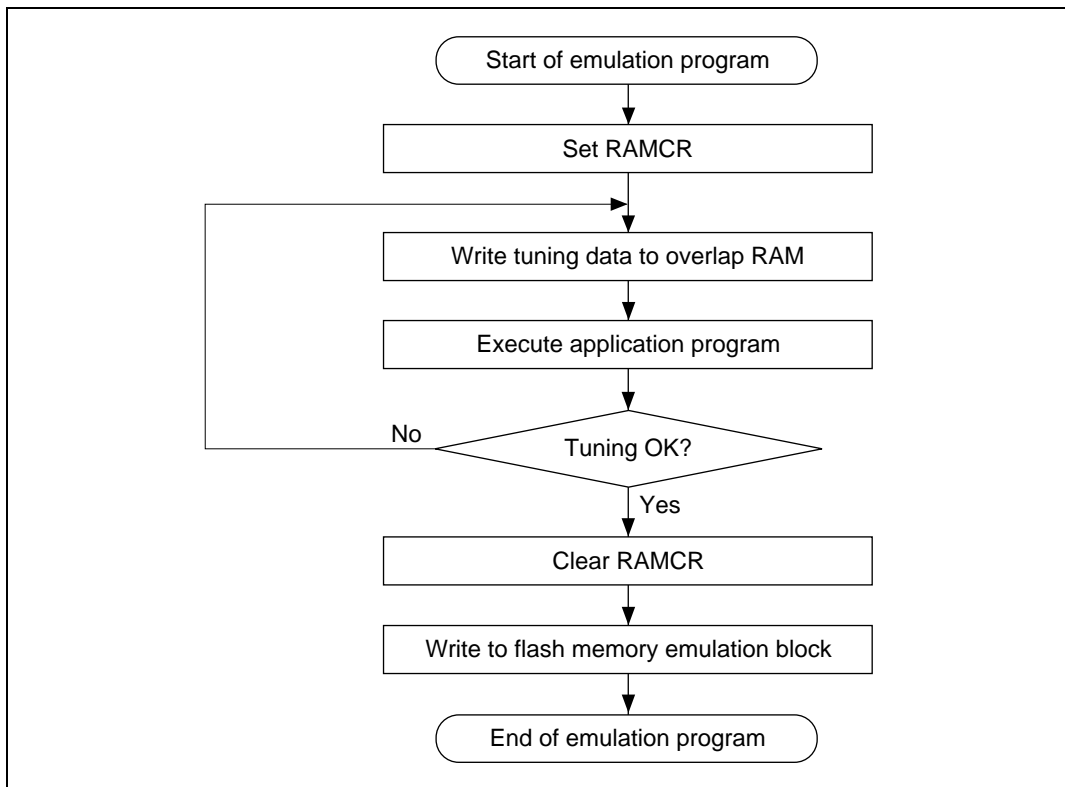 Start of emulation program
Set RAMCR
Write tuning data to overlap RAM
Execute application program
No
Tuning OK?
Yes
Clear RAMCR
Write to flash memory emulation block
End of emulation program